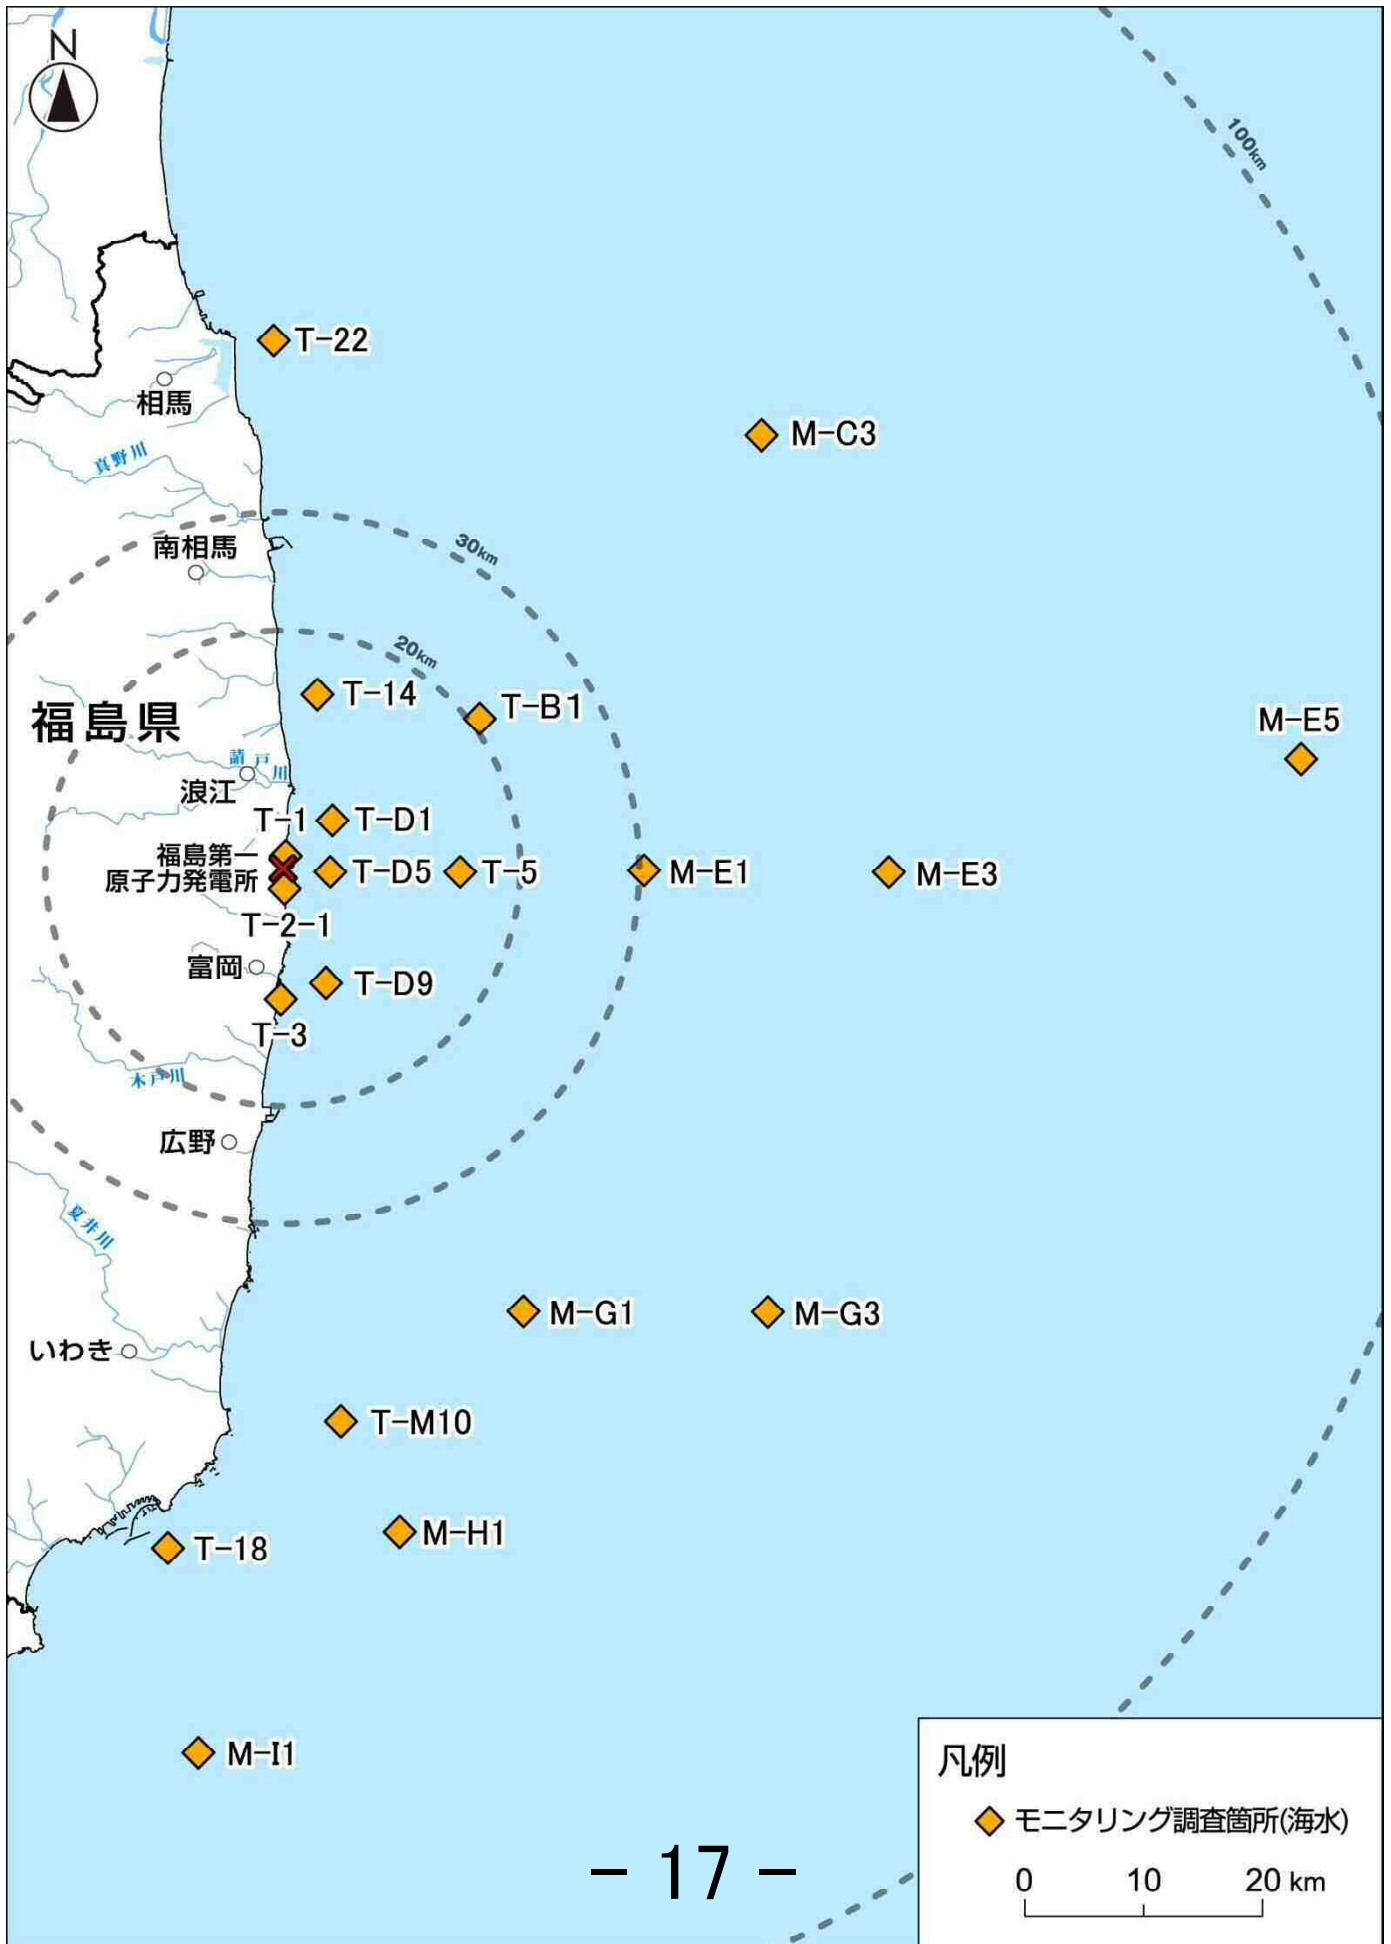 N
100km
T-22
相馬
M-C3
真野川
30km
南相馬
20km
T-14
T-B1
福島県
M-E5
請戸川
浪江
T-1
T-D1
福島第一
原子力発電所
T-D5
T-5
M-E1
M-E3
T-2-1
富岡
T-D9
T-3
木戸川
広野
夏井川
M-G1
M-G3
いわき
T-M10
M-H1
T-18
M-I1
凡例
モニタリング調査箇所(海水)
0 10 20 km
- 17 -